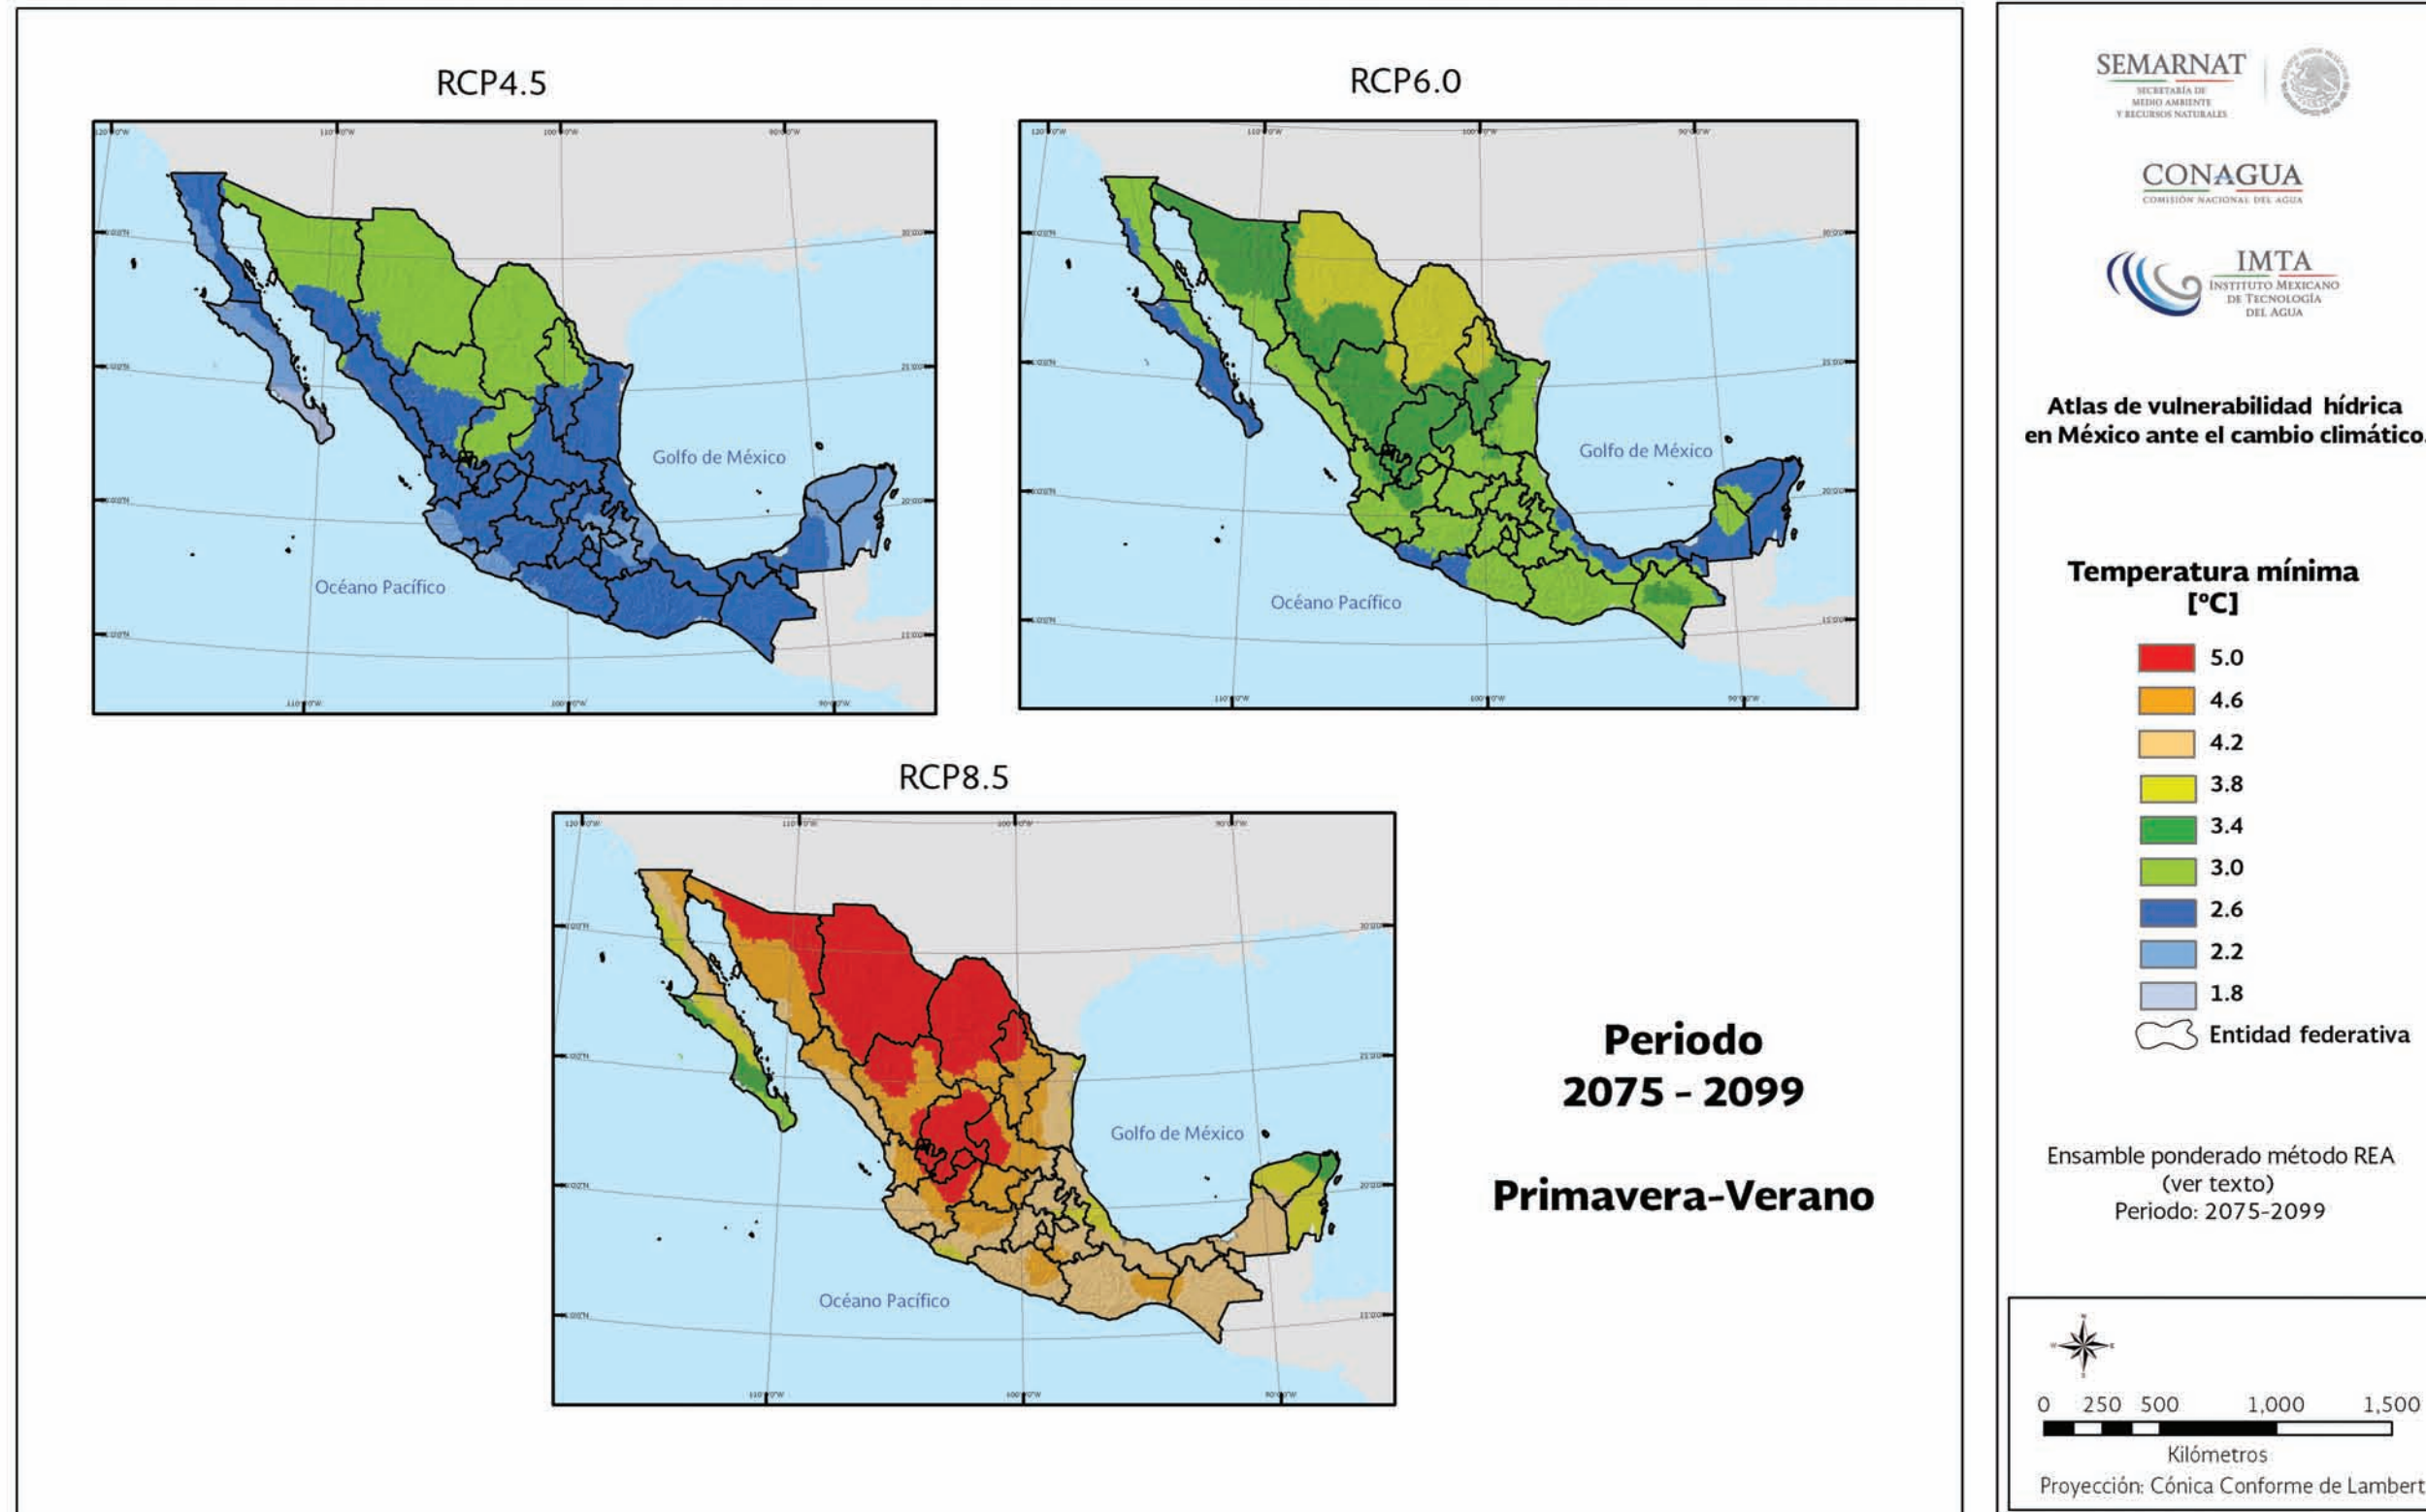 RCP4.5
RCP6.0
Golfo de México
Océano Pacífico
Golfo de México
Océano Pacífico
RCP8.5
Golfo de México
Océano Pacífico
Periodo
2075 - 2099
Primavera-Verano
SEMARNAT
SECRETARÍA DE
MEDIO AMBIENTE
Y RECURSOS NATURALES
CONAGUA
COMISIÓN NACIONAL DEL AGUA
IMTA
INSTITUTO MEXICANO
DE TECNOLOGÍA
DEL AGUA
Atlas de vulnerabilidad hídrica
en México ante el cambio climático.
Temperatura mínima
[°C]
5.0
4.6
4.2
3.8
3.4
3.0
2.6
2.2
1.8
Entidad federativa
Ensamble ponderado método REA
(ver texto)
Periodo: 2075-2099
0 250 500 1,000 1,500
Kilómetros
Proyección: Cónica Conforme de Lambert